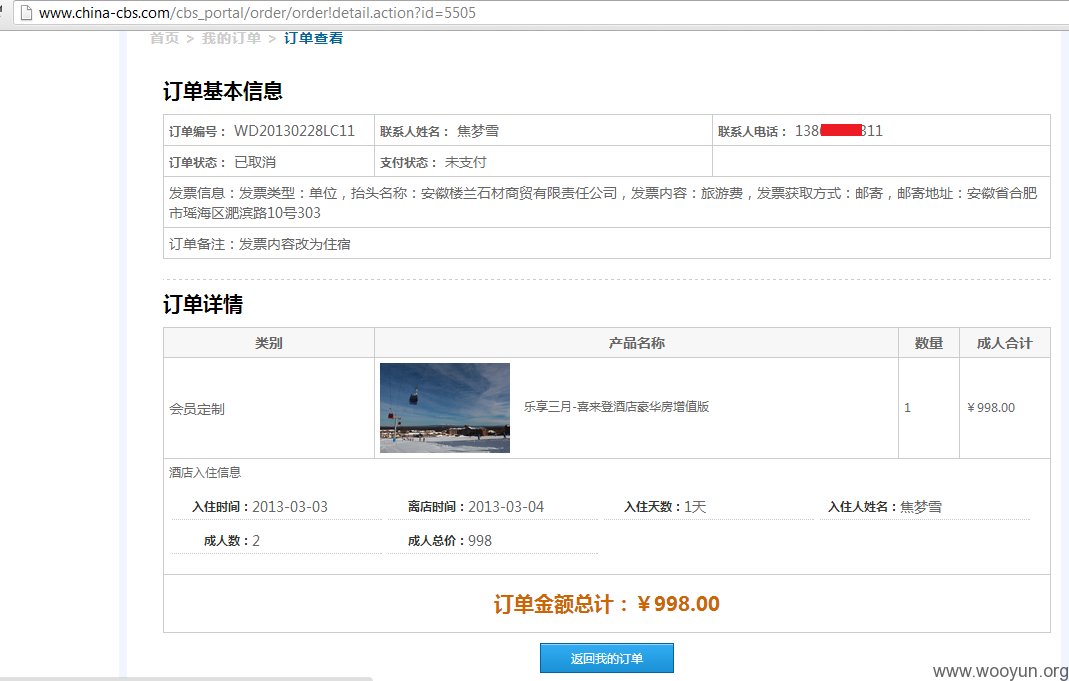 www.china-cbs.com/cbs_portal/order/order!detail.action?id=5505
首页 > 我的订单 > 订单查看
订单基本信息
订单编号： WD20130228LC11 联系人姓名： 焦梦雪 联系人电话： 138 311
订单状态： 已取消 支付状态： 未支付
发票信息：发票类型：单位，抬头名称：安徽楼兰石材商贸有限责任公司，发票内容：旅游费，发票获取方式：邮寄，邮寄地址：安徽省合肥
市瑶海区淝滨路10号303
订单备注：发票内容改为住宿
订单详情
类别 产品名称 数量 成人合计
会员定制 乐享三月-喜来登酒店豪华房增值版 1 ￥998.00
酒店入住信息
入住时间：2013-03-03 离店时间：2013-03-04 入住天数：1天 入住人姓名：焦梦雪
成人数：2 成人总价：998
订单金额总计：￥998.00
返回我的订单
www.wooyun.org